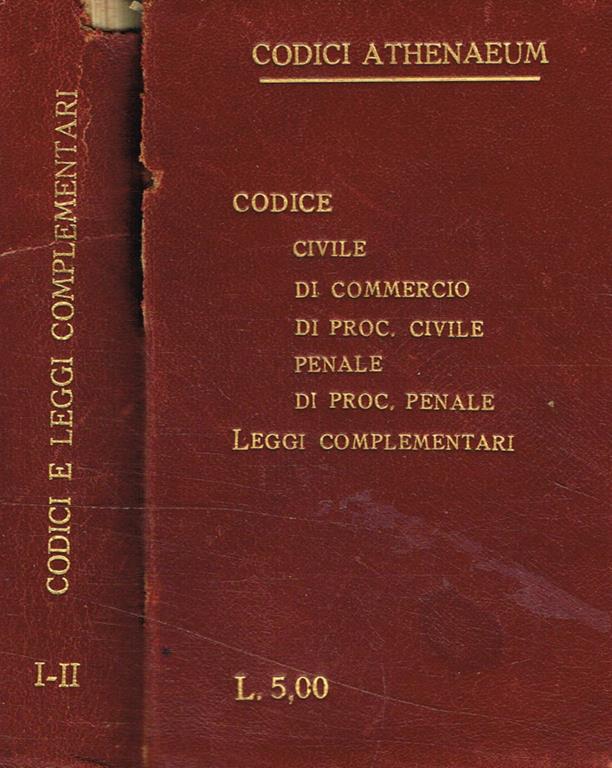 CODICI E LEGGI COMPLEMENTARI
I-II
CODICI ATHENAEUM
CODICE
CIVILE
DI COMMERCIO
DI PROC. CIVILE
PENALE
DI PROC. PENALE
LEGGI COMPLEMENTARI
L. 5,00